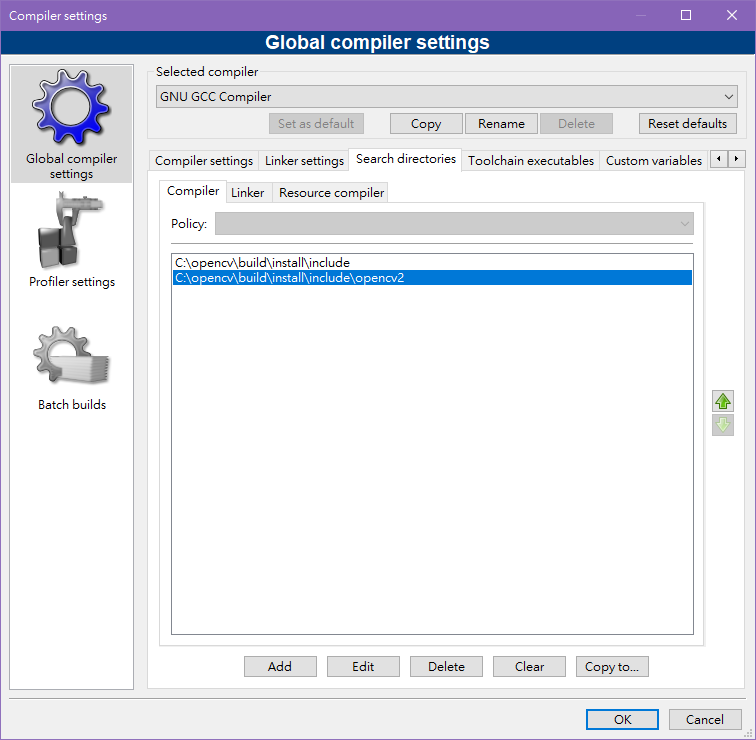 Compiler settings
Global compiler settings
Global compiler
settings
Profiler settings
Batch builds
Selected compiler
GNU GCC Compiler
Set as default
Copy
Rename
Delete
Reset defaults
Compiler settings
Linker settings
Search directories
Toolchain executables
Custom variables
Compiler
Linker
Resource compiler
Policy:
C:\opencv\build\install\include
C:\opencv\build\install\include\opencv2
Add
Edit
Delete
Clear
Copy to...
OK
Cancel